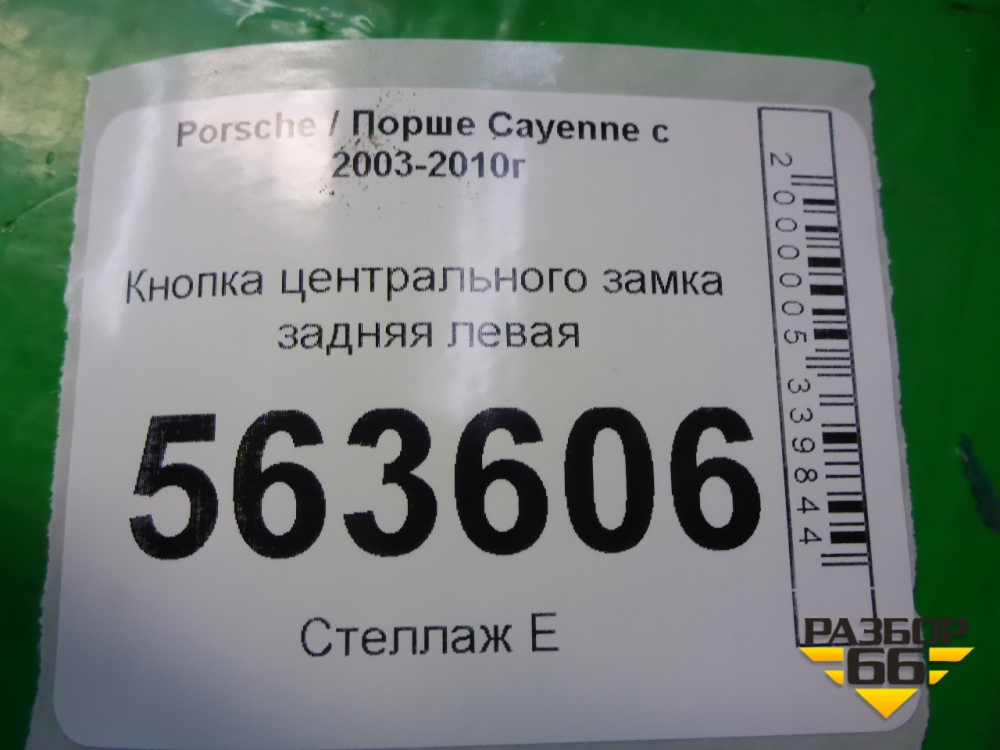 Porsche / Порше Cayenne с
2003-2010г
Кнопка центрального замка
задняя левая
563606
Стеллаж Е
2000005339844
РАЗБОР
66